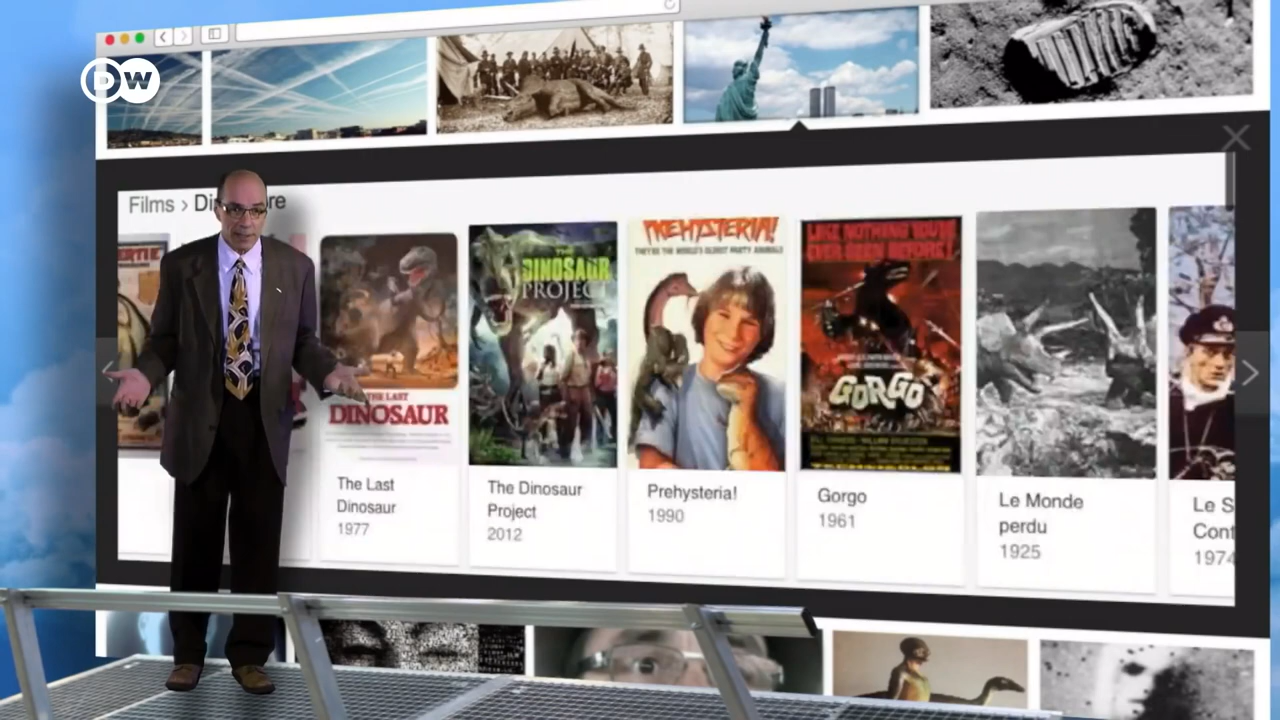 DW
Films ›
THE LAST
DINOSAUR
The Last
Dinosaur
1977
THE
DINOSAUR
PROJECT
The Dinosaur
Project
2012
PREHYSTERIA!
THEY'RE THE WORLD'S OLDEST PARTY ANIMALS
Prehysteria!
1990
LIKE NOTHING YOU'VE
EVER SEEN BEFORE!
GORGO
Gorgo
1961
Le Monde
perdu
1925
Le S
Cont
1974